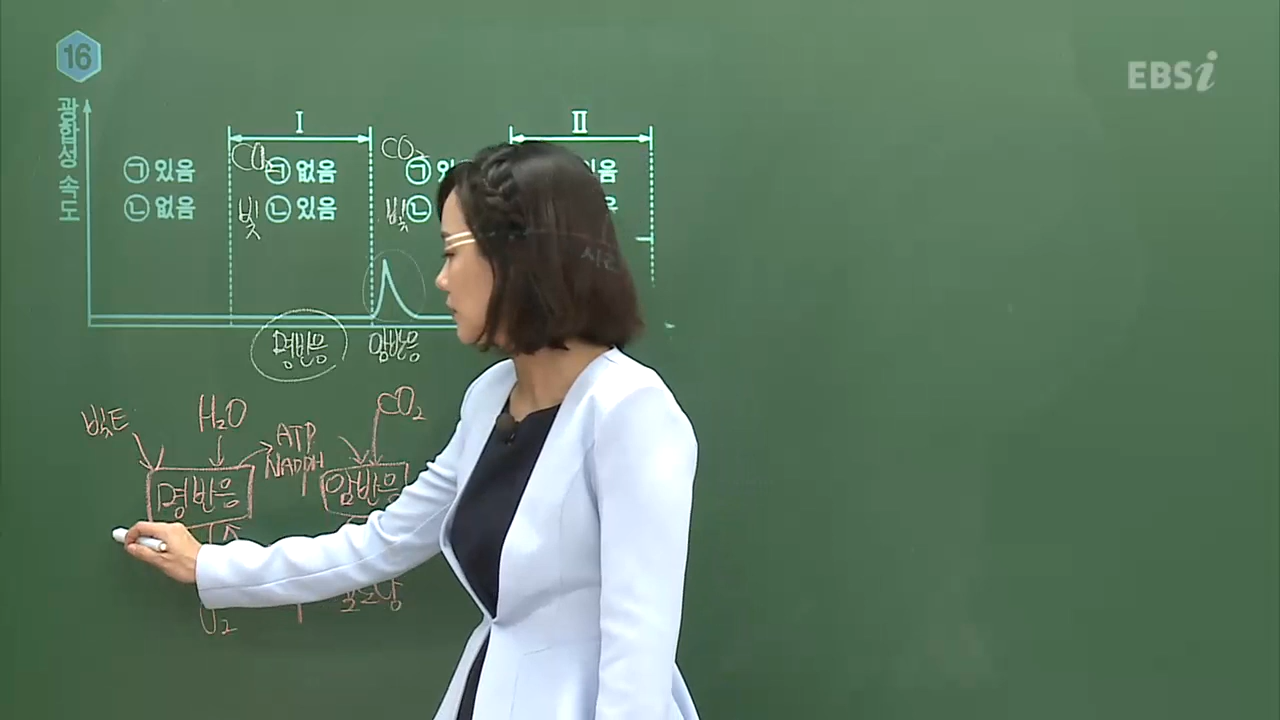 16
EBSi
광합성 속도
I
II
CO₂
㉠ 있음
㉠ 없음
CO₂
㉠
있음
㉡ 없음
빛
㉡ 있음
빛
㉡
명반응
암반응
빛E
H₂O
ATP
NADPH
CO₂
명반응
암반응
O₂
포도당